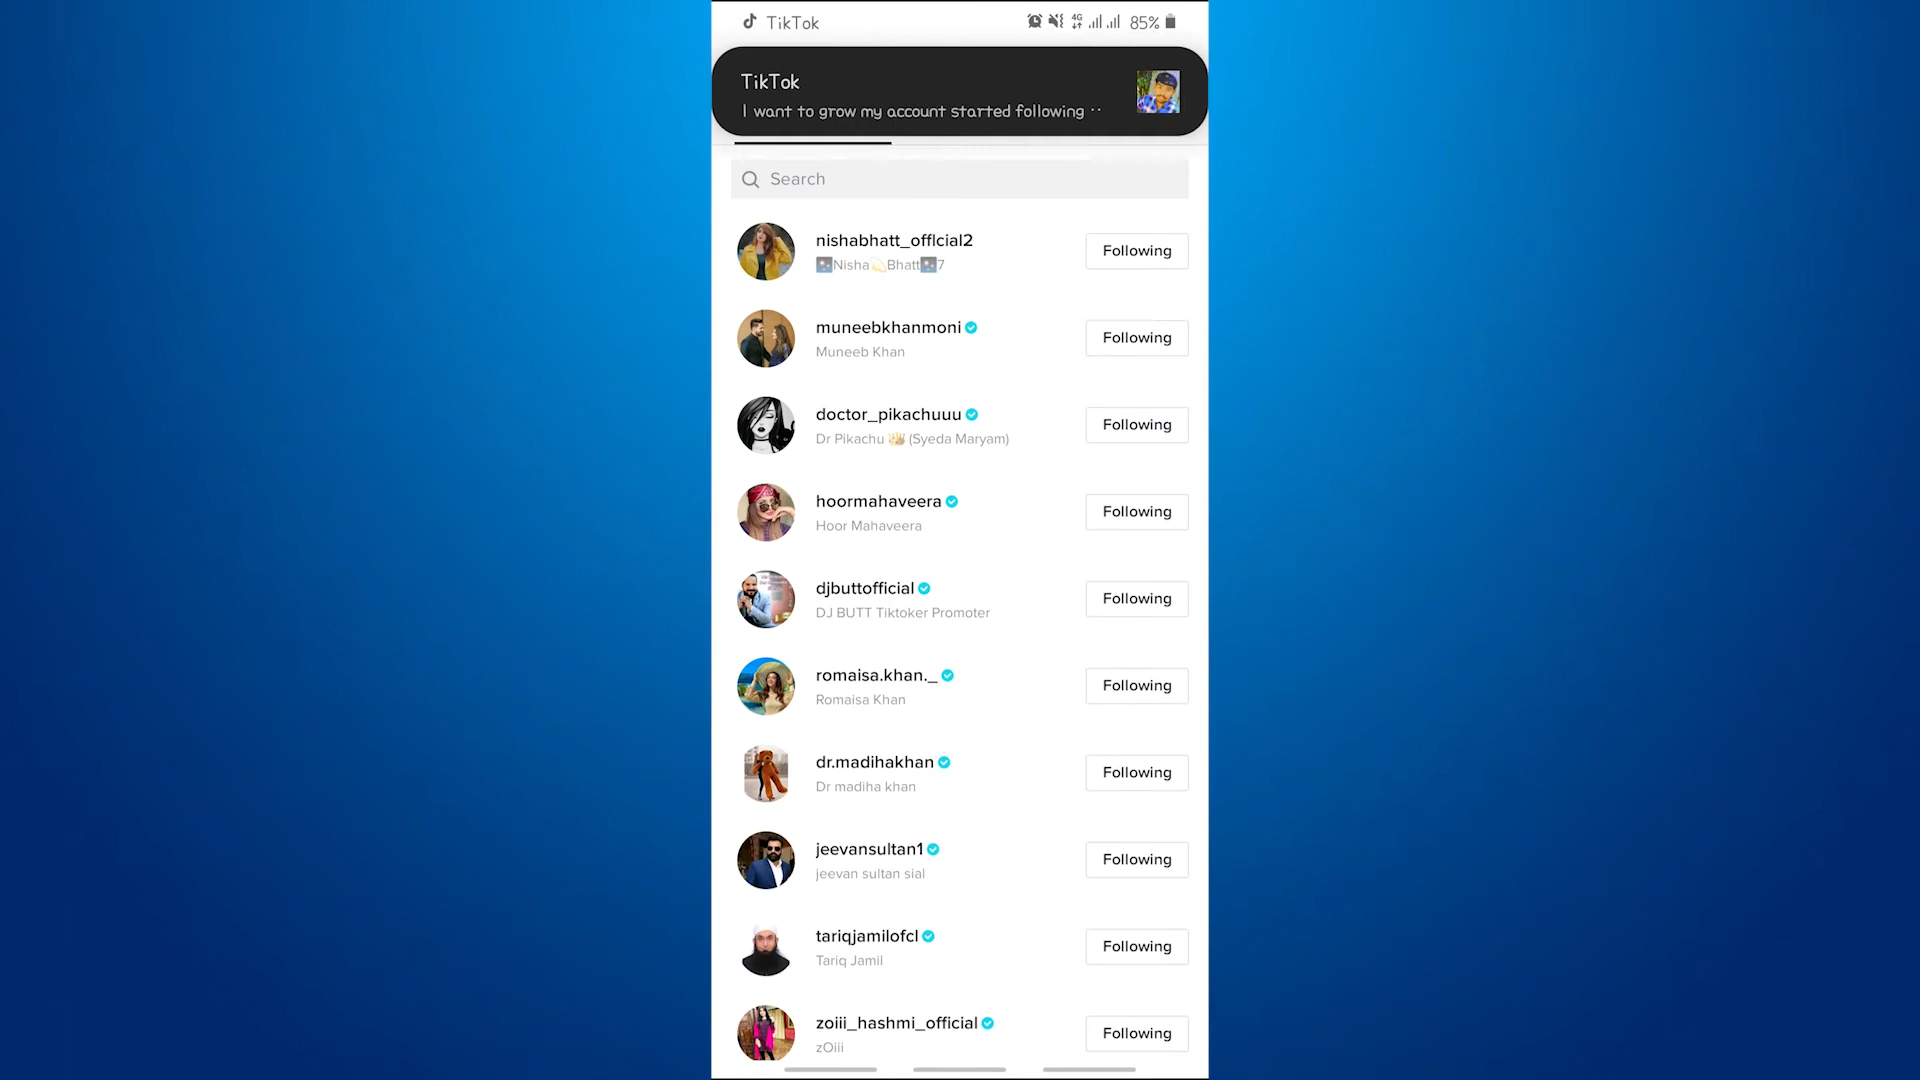 TikTok 4G 85%
TikTok
I want to grow my account started following ··
Search
nishabhatt_offlcial2
🌃Nisha💫Bhatt🌃7
Following
muneebkhanmoni
Muneeb Khan
Following
doctor_pikachuuu
Dr Pikachu 👑 (Syeda Maryam)
Following
hoormahaveera
Hoor Mahaveera
Following
djbuttofficial
DJ BUTT Tiktoker Promoter
Following
romaisa.khan._
Romaisa Khan
Following
dr.madihakhan
Dr madiha khan
Following
jeevansultan1
jeevan sultan sial
Following
tariqjamilofcl
Tariq Jamil
Following
zoiii_hashmi_official
zOiii
Following